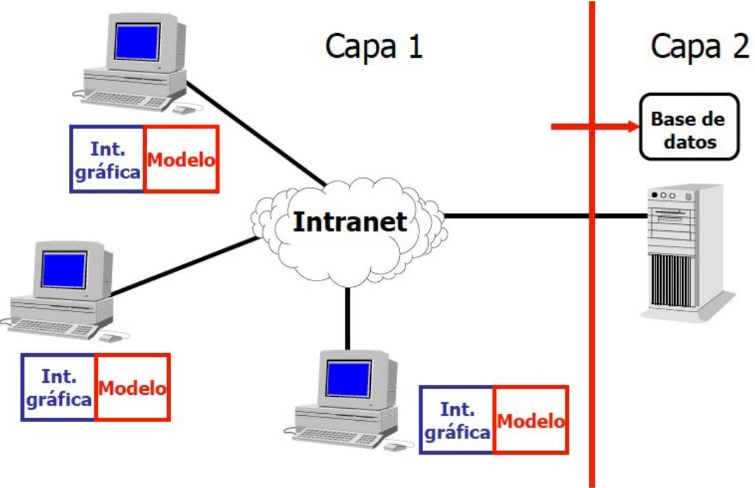 Capa 1
Capa 2
Base de
datos
Int.
gráfica
Modelo
Intranet
Int.
gráfica
Modelo
Int.
gráfica
Modelo